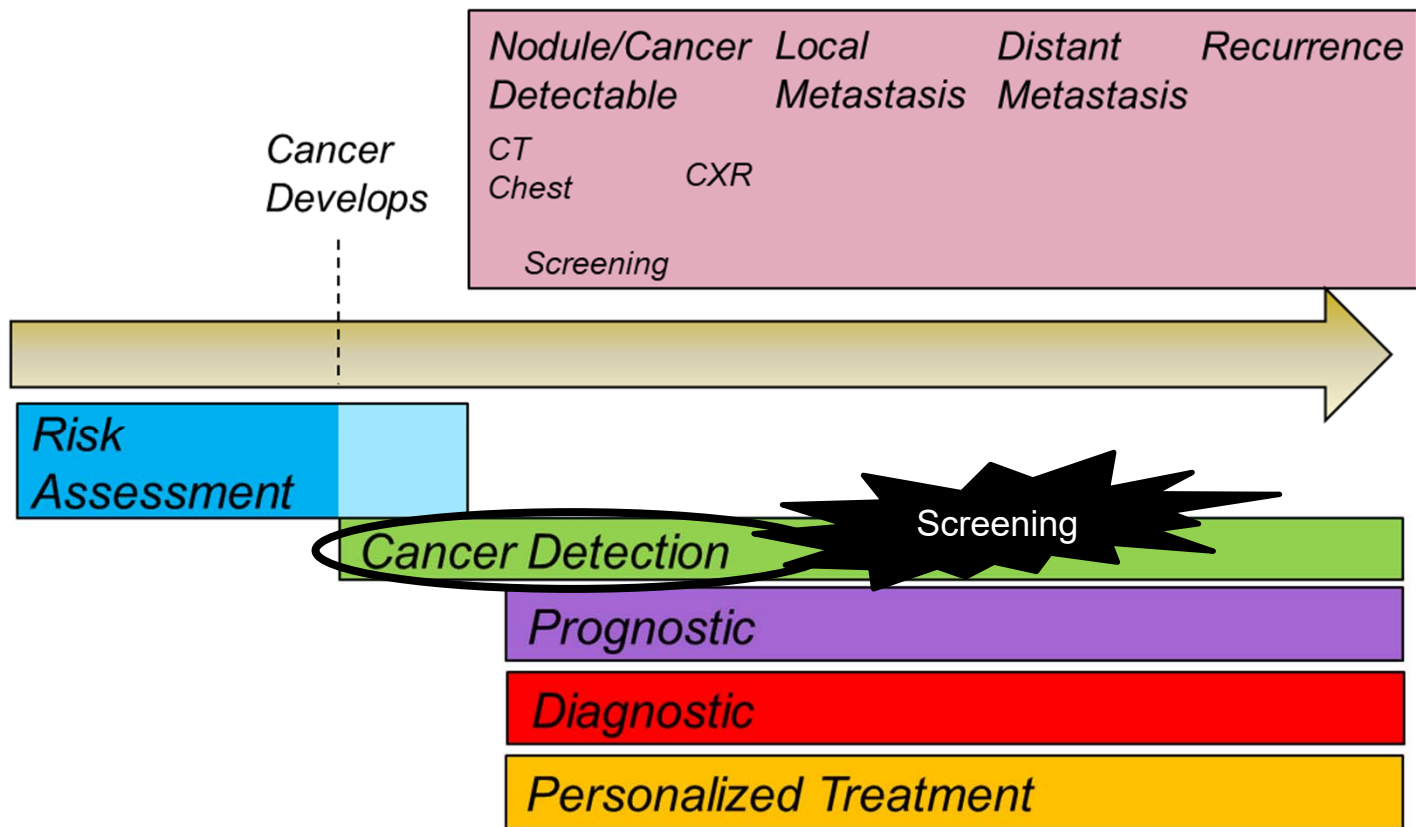 Nodule/Cancer
Detectable
Local
Metastasis
Distant
Metastasis
Recurrence
CT
Chest
CXR
Screening
Cancer
Develops
Risk
Assessment
Cancer Detection
Screening
Prognostic
Diagnostic
Personalized Treatment